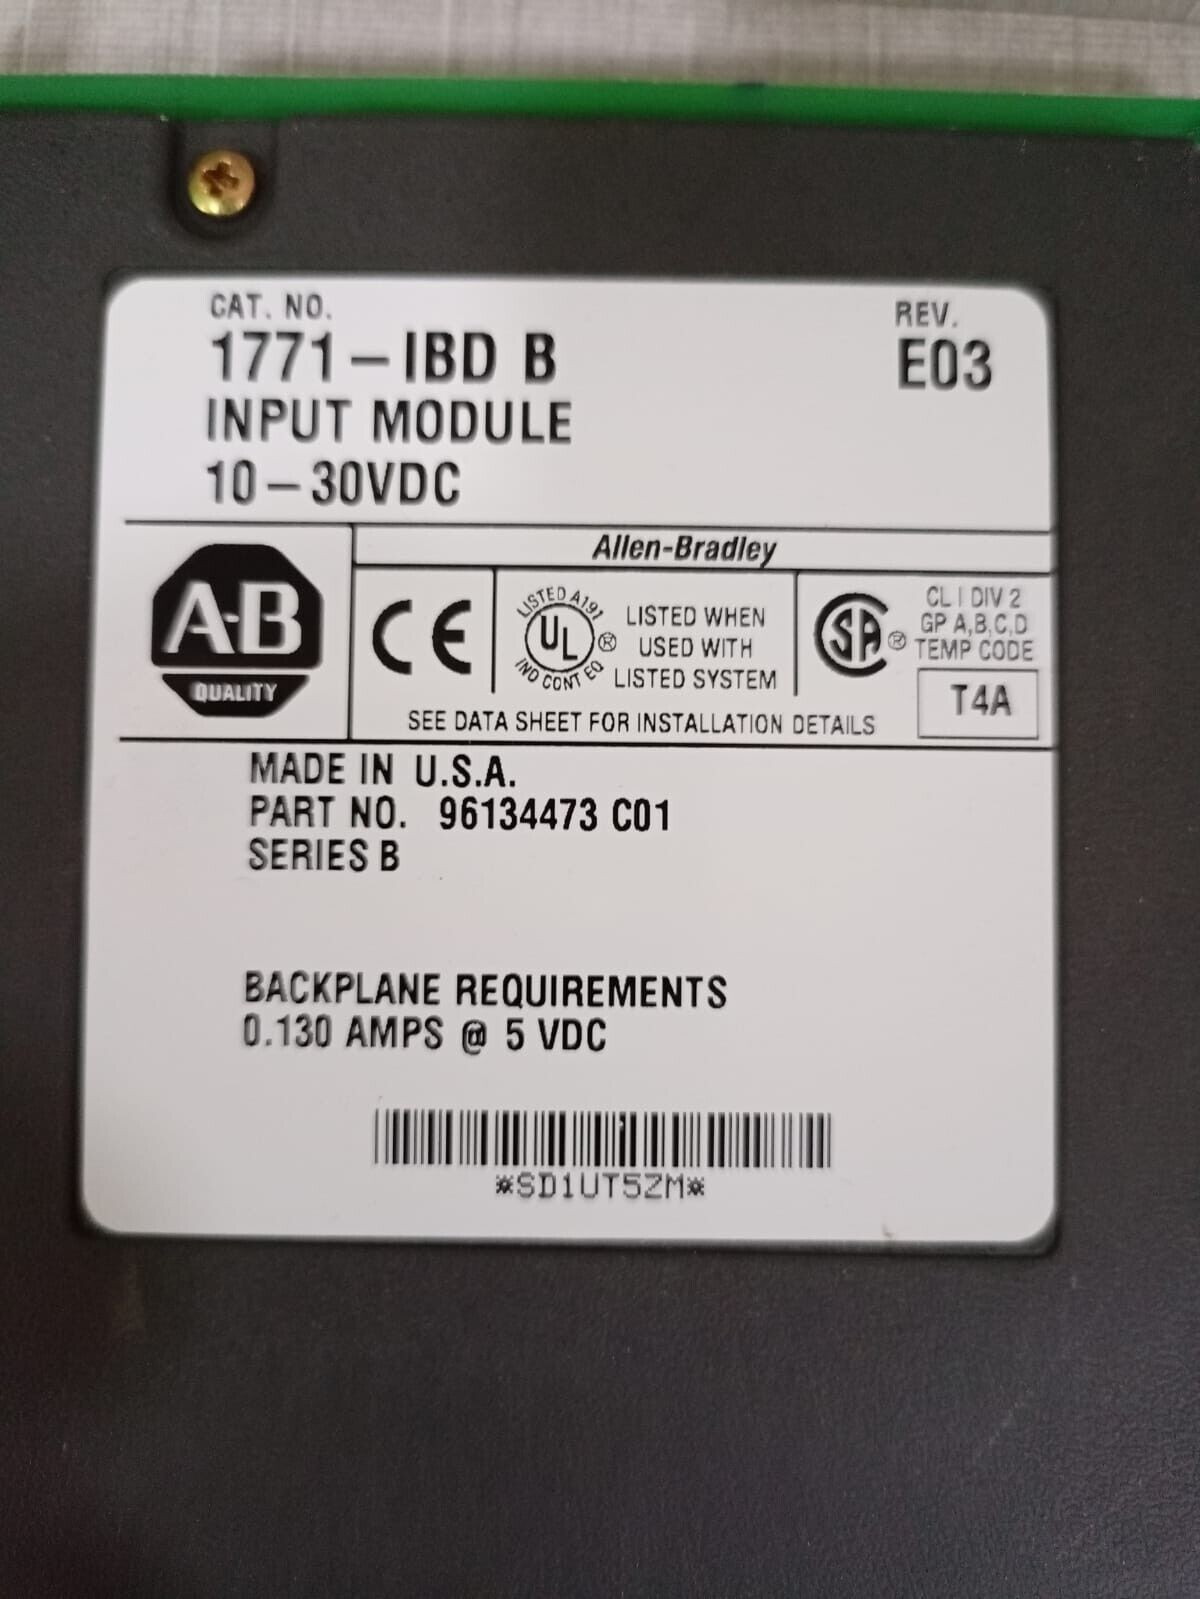 CAT. NO.
REV.
1771-IBD B
E03
INPUT MODULE
10-30VDC
Allen-Bradley
A-B
QUALITY
CE
LISTED A191
UL ®
IND CONT EQ
LISTED WHEN
USED WITH
LISTED SYSTEM
SA ®
CL I DIV 2
GP A,B,C,D
TEMP CODE
T4A
SEE DATA SHEET FOR INSTALLATION DETAILS
MADE IN U.S.A.
PART NO. 96134473 C01
SERIES B
BACKPLANE REQUIREMENTS
0.130 AMPS @ 5 VDC
*SD1UT5ZM*